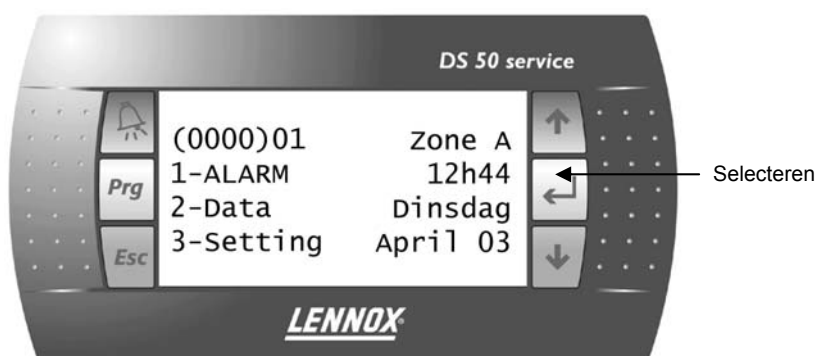 DS 50 service
(0000)01 Zone A
1-ALARM 12h44
Prg
2-Data Dinsdag
3-Setting April 03
Esc
Selecteren
LENNOX